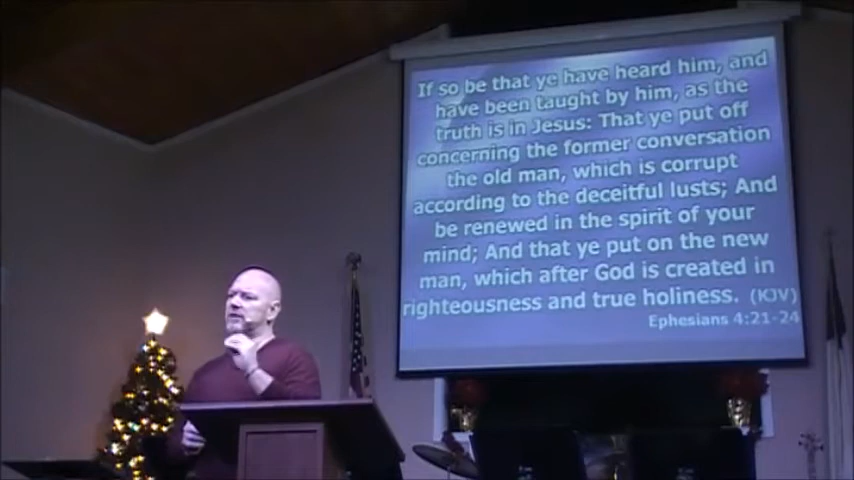 If so be that ye have heard him, and
have been taught by him, as the
truth is in Jesus: That ye put off
concerning the former conversation
the old man, which is corrupt
according to the deceitful lusts; And
be renewed in the spirit of your
mind; And that ye put on the new
man, which after God is created in
righteousness and true holiness. (KJV)
Ephesians 4:21-24